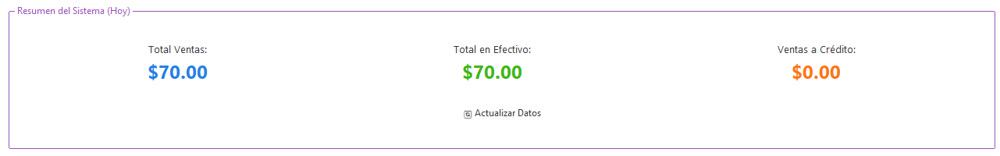 Resumen del Sistema (Hoy)
Total Ventas:
$70.00
Total en Efectivo:
$70.00
Ventas a Crédito:
$0.00
Actualizar Datos